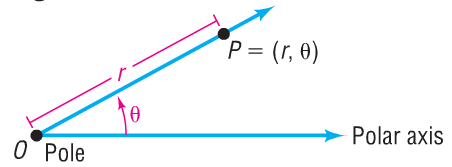 P = (r, θ)
r
θ
Polar axis
O Pole